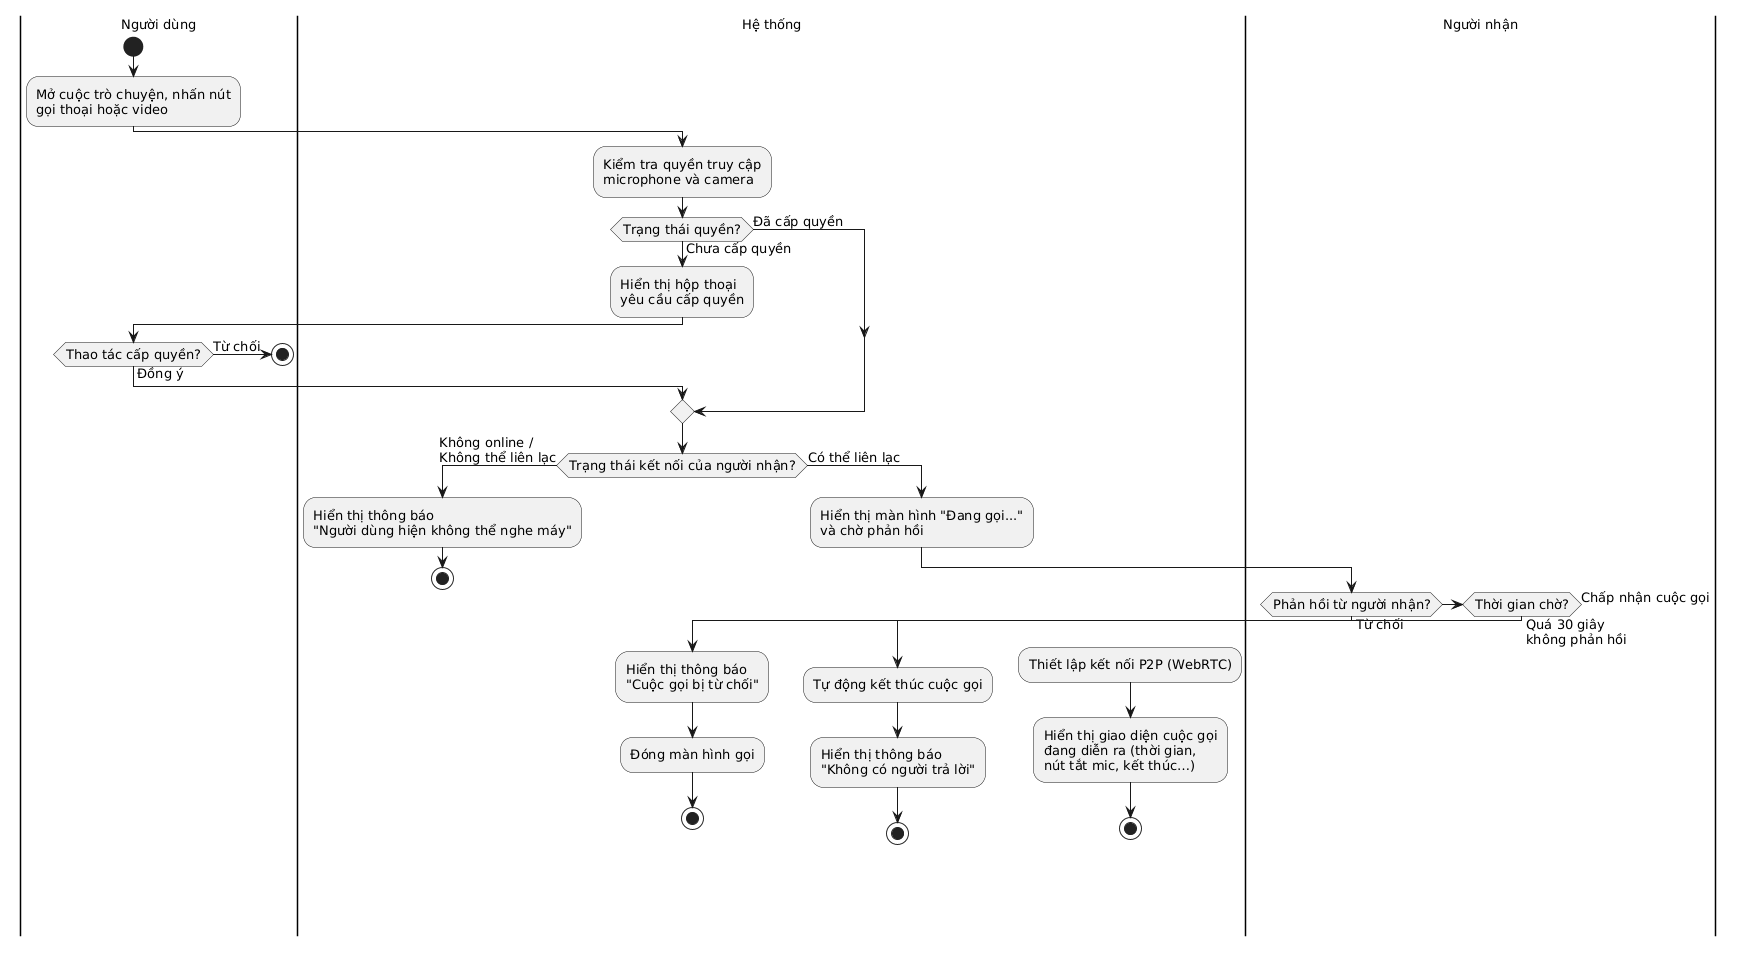 Người dùng
Hệ thống
Người nhận
Mở cuộc trò chuyện, nhấn nút
gọi thoại hoặc video
Kiểm tra quyền truy cập
microphone và camera
Trạng thái quyền?
Đã cấp quyền
Chưa cấp quyền
Hiển thị hộp thoại
yêu cầu cấp quyền
Thao tác cấp quyền?
Từ chối
Đồng ý
Trạng thái kết nối của người nhận?
Không online /
Không thể liên lạc
Có thể liên lạc
Hiển thị thông báo
"Người dùng hiện không thể nghe máy"
Hiển thị màn hình "Đang gọi..."
và chờ phản hồi
Phản hồi từ người nhận?
Từ chối
Thời gian chờ?
Chấp nhận cuộc gọi
Quá 30 giây
không phản hồi
Hiển thị thông báo
"Cuộc gọi bị từ chối"
Đóng màn hình gọi
Tự động kết thúc cuộc gọi
Hiển thị thông báo
"Không có người trả lời"
Thiết lập kết nối P2P (WebRTC)
Hiển thị giao diện cuộc gọi
đang diễn ra (thời gian,
nút tắt mic, kết thúc...)